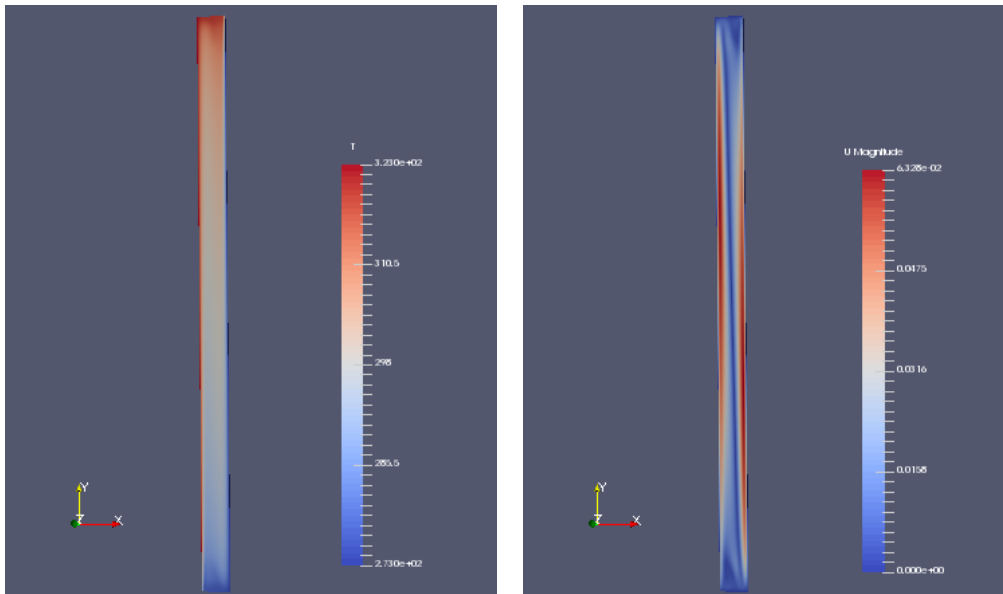 T
3.230e+02
310.5
298
285.5
2.730e+02
Y
Z
X
U Magnitude
6.328e-02
0.0475
0.0316
0.0158
0.000e+00
Y
Z
X